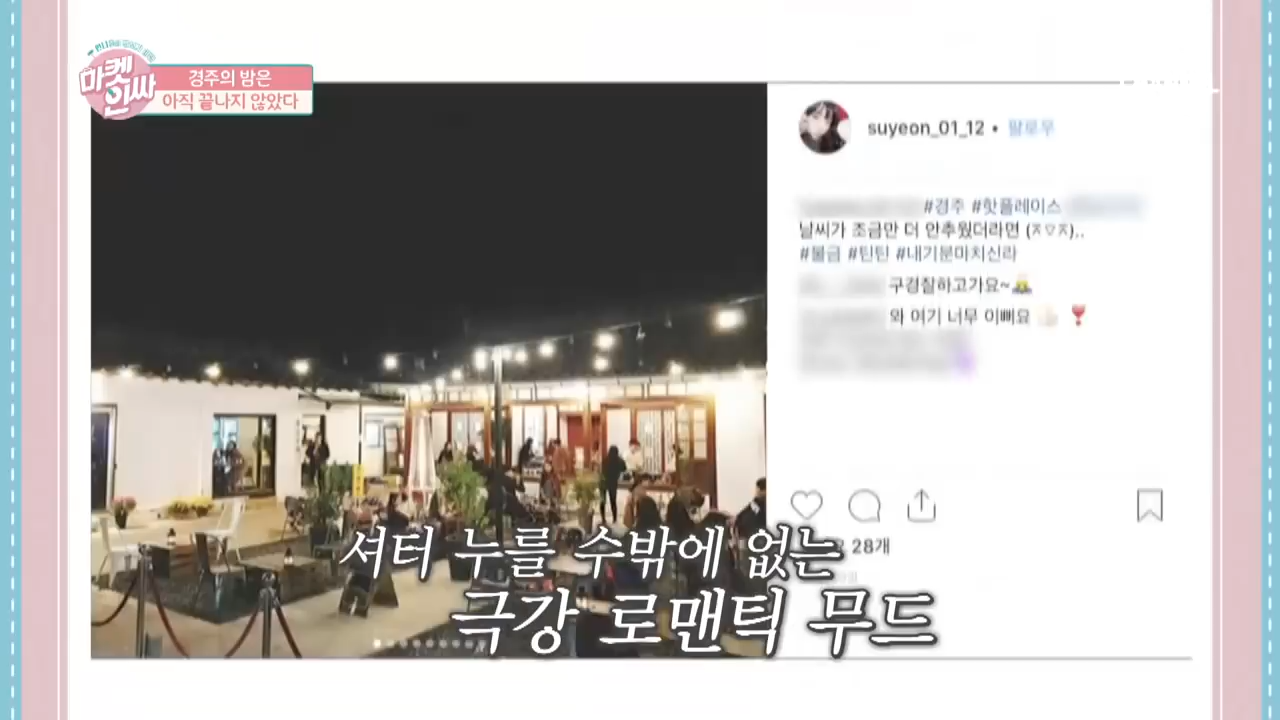 마켓
인싸
경주의 밤은
아직 끝나지 않았다
suyeon_01_12 • 팔로우
#경주 #핫플레이스
날씨가 조금만 더 안추웠더라면 (ㅈ▽ㅈ)..
#물금 #틴틴 #내기분마치신라
구경잘하고가요~
와 여기 너무 이뻐요
28개
셔터 누를 수밖에 없는
극강 로맨틱 무드